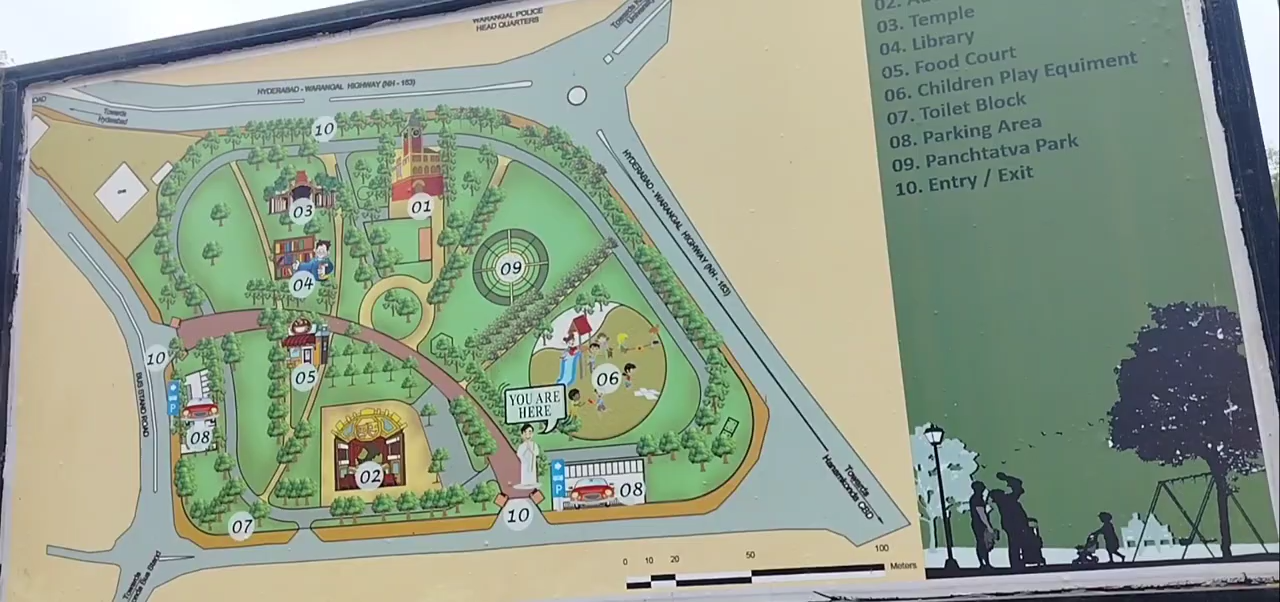 WARANGAL POLICE
HEAD QUARTERS
HYDERABAD - WARANGAL HIGHWAY (NH - 163)
Towards
Hyderabad
10
03
01
04
09
HYDERABAD - WARANGAL HIGHWAY (NH - 163)
10
05
06
YOU ARE
HERE
BUS STAND ROAD
P
08
02
P
08
07
10
Towards
Hanamkonda CBD
Towards
0 10 20 50 100
Meters
02.
03. Temple
04. Library
05. Food Court
06. Children Play Equiment
07. Toilet Block
08. Parking Area
09. Panchtatva Park
10. Entry / Exit